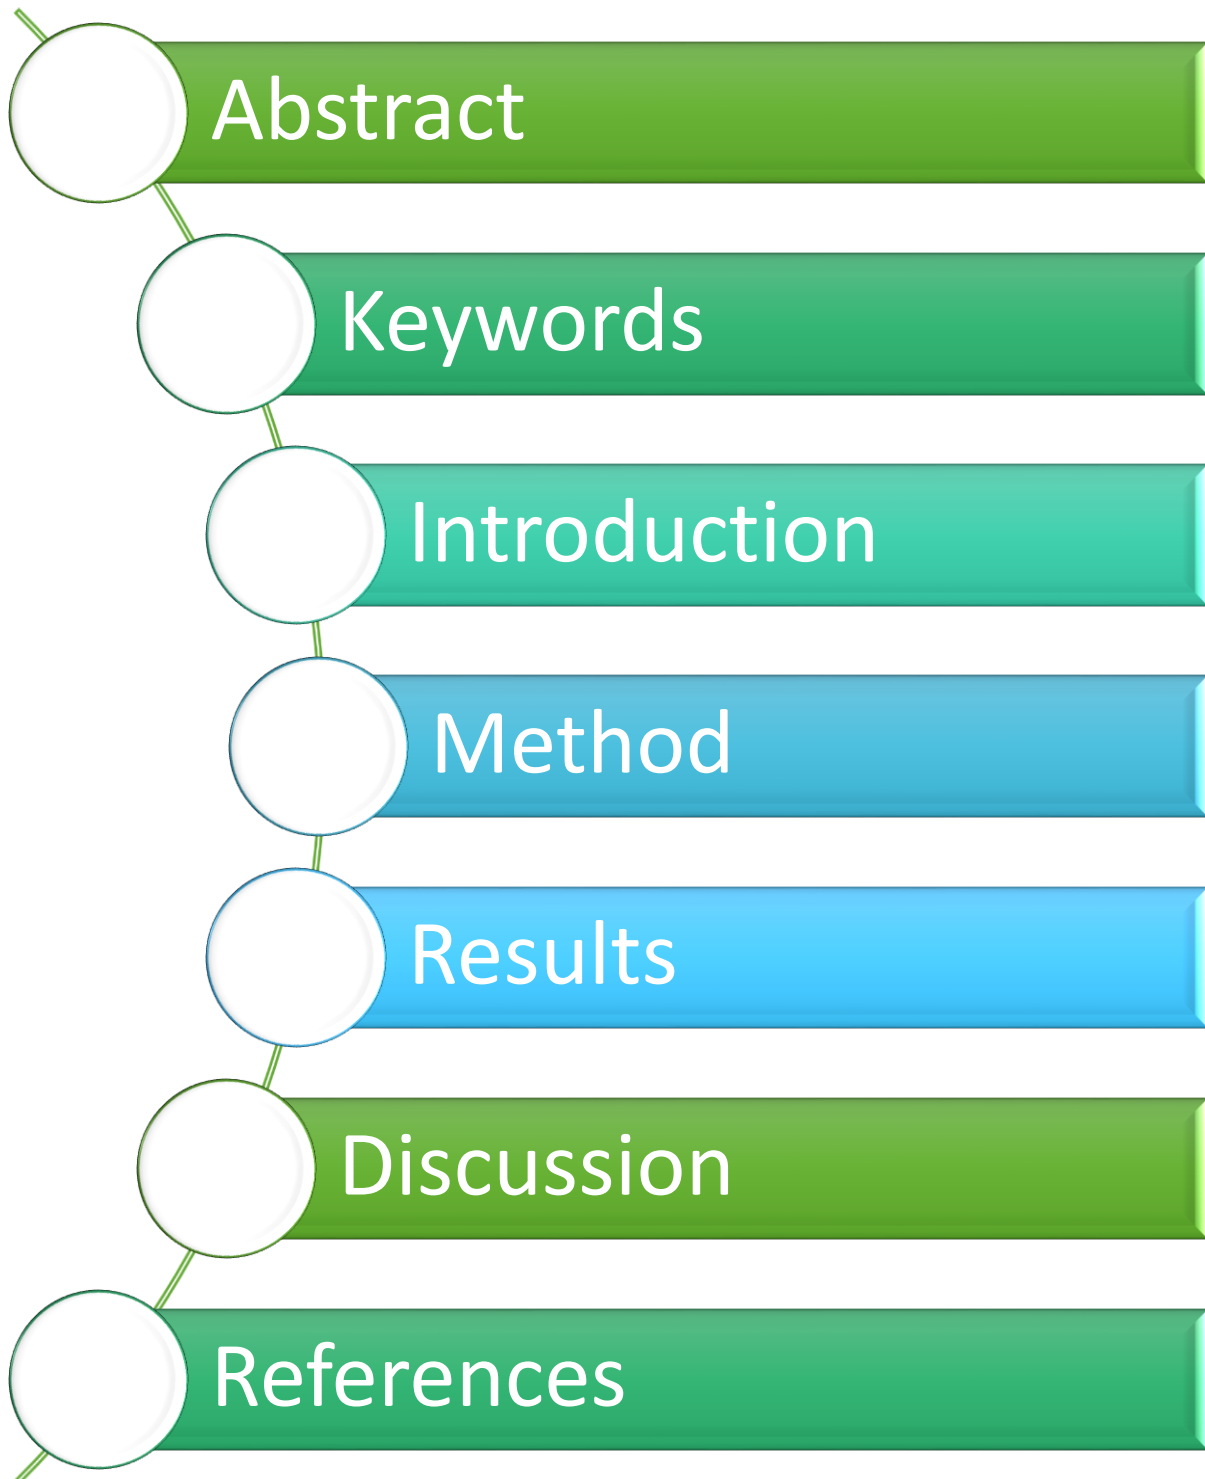 Abstract
Keywords
Introduction
Method
Results
Discussion
References